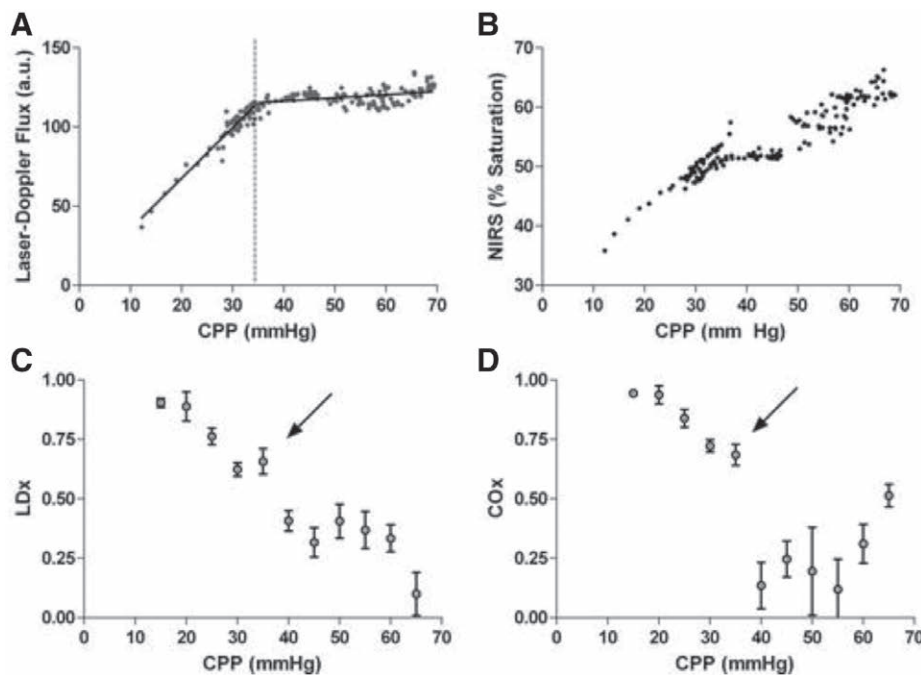 A
Laser-Doppler Flux (a.u.)
150
100
50
0
0 10 20 30 40 50 60 70
CPP (mmHg)
B
NIRS (% Saturation)
70
60
50
40
30
0 10 20 30 40 50 60 70
CPP (mm Hg)
C
LDx
1.00
0.75
0.50
0.25
0.00
0 10 20 30 40 50 60 70
CPP (mmHg)
D
COx
1.00
0.75
0.50
0.25
0.00
0 10 20 30 40 50 60 70
CPP (mmHg)